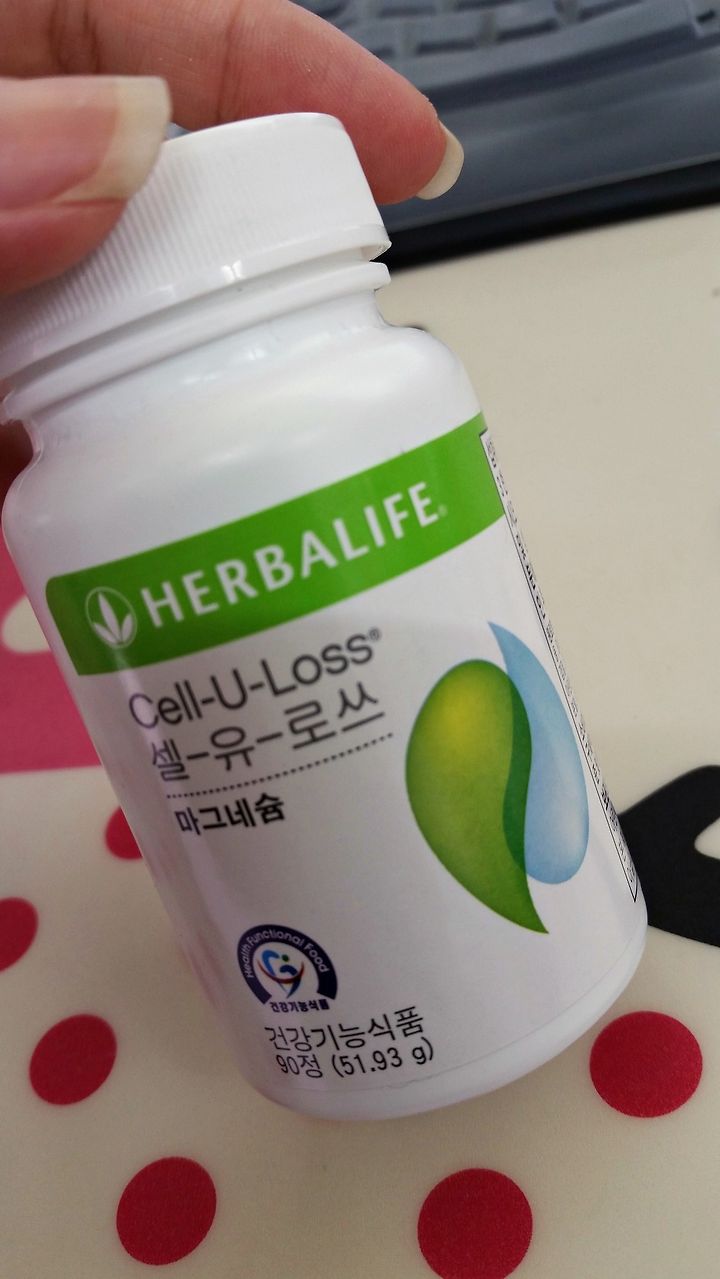 HERBALIFE®
Cell-U-Loss®
셀-유-로쓰
마그네슘
Health Functional Food
건강기능식품
건강기능식품
90정 (51.93 g)